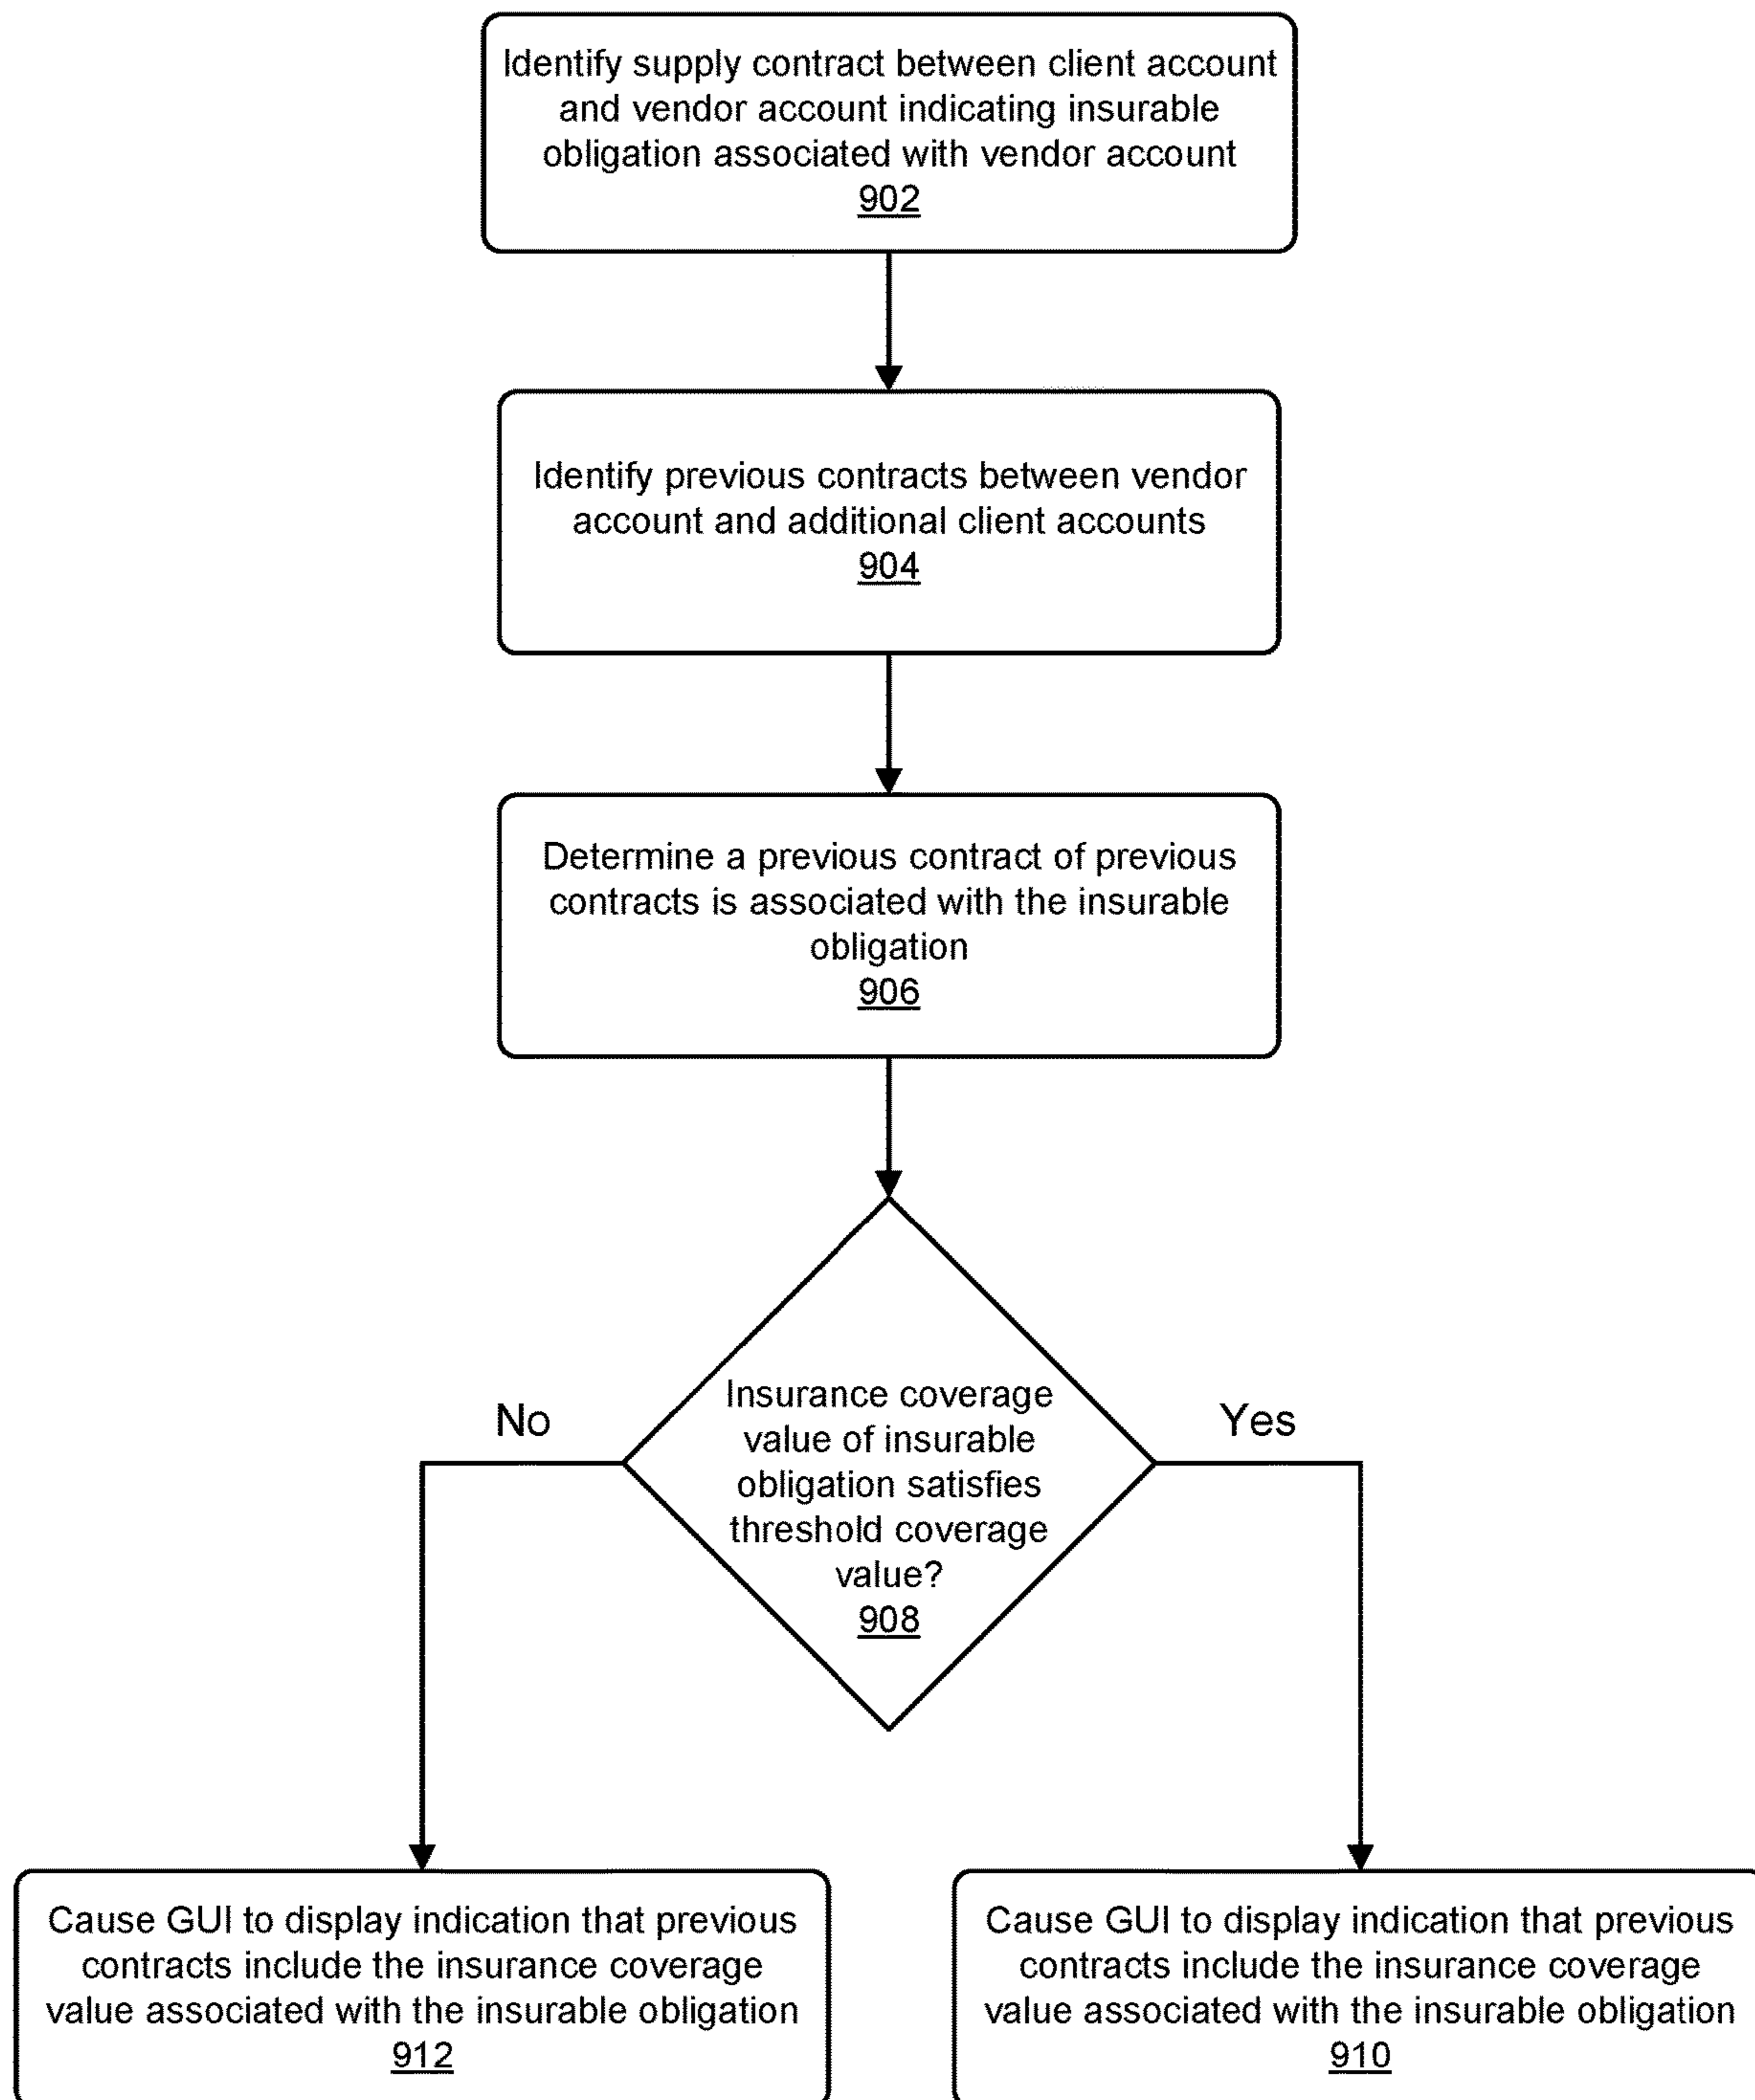 Identify supply contract between client account
and vendor account indicating insurable
obligation associated with vendor account
902
Identify previous contracts between vendor
account and additional client accounts
904
Determine a previous contract of previous
contracts is associated with the insurable
obligation
906
Insurance coverage
value of insurable
obligation satisfies
threshold coverage
value?
908
No
Yes
Cause GUI to display indication that previous
contracts include the insurance coverage
value associated with the insurable obligation
912
Cause GUI to display indication that previous
contracts include the insurance coverage
value associated with the insurable obligation
910